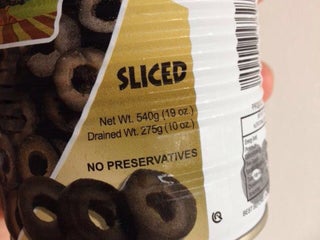 SLICED
Net Wt. 540g (19 oz.)
Drained Wt. 275g (10 oz.)
NO PRESERVATIVES